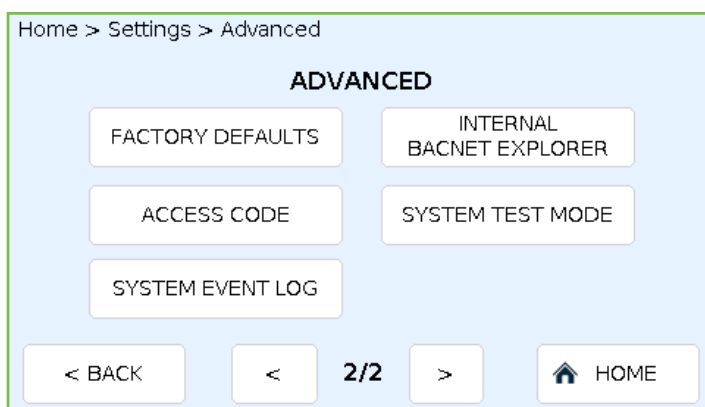 Home > Settings > Advanced
ADVANCED
FACTORY DEFAULTS
INTERNAL
BACNET EXPLORER
ACCESS CODE
SYSTEM TEST MODE
SYSTEM EVENT LOG
< BACK
<
2/2
>
HOME